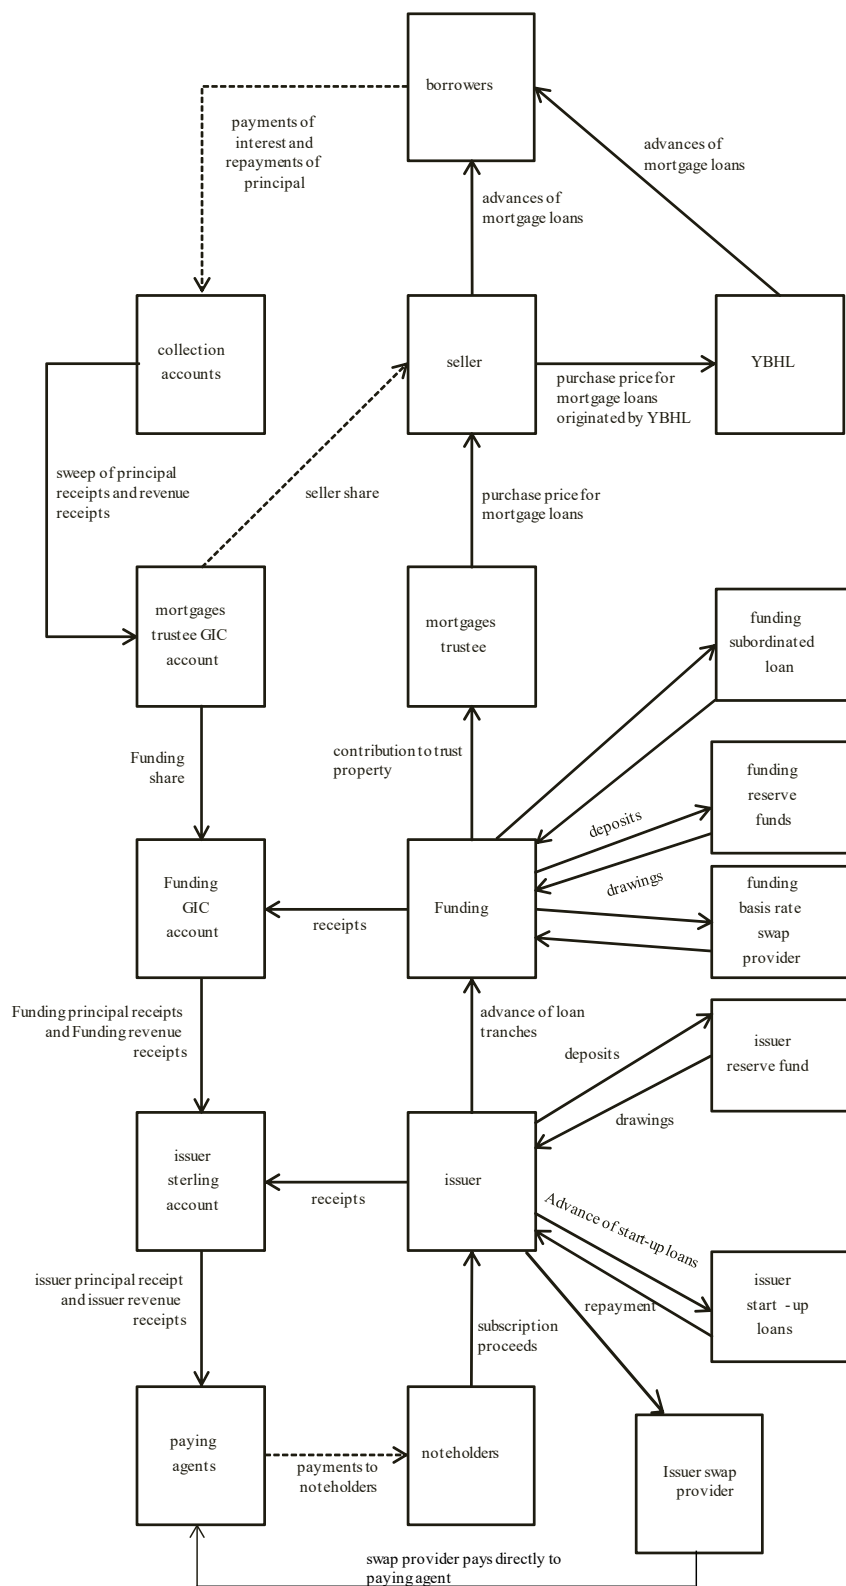 borrowers
payments of
interest and
repayments of
principal
advances of
mortgage loans
advances of
mortgage loans
collection
accounts
seller
YBHL
purchase price for
mortgage loans
originated by YBHL
sweep of principal
receipts and revenue
receipts
seller share
purchase price for
mortgage loans
mortgages
trustee GIC
account
mortgages
trustee
funding
subordinated
loan
Funding
share
contribution to trust
property
funding
reserve
funds
deposits
drawings
Funding
GIC
account
receipts
Funding
funding
basis rate
swap
provider
Funding principal receipts
and Funding revenue
receipts
advance of loan
tranches
deposits
issuer
reserve fund
drawings
issuer
sterling
account
receipts
issuer
Advance of start-up loans
issuer principal receipt
and issuer revenue
receipts
subscription
proceeds
repayment
issuer
start -up
loans
paying
agents
payments to
noteholders
noteholders
Issuer swap
provider
swap provider pays directly to
paying agent